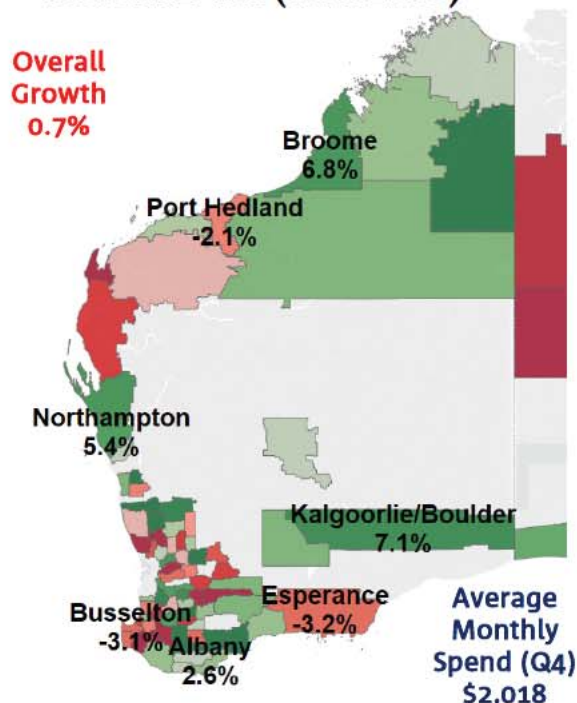 Overall
Growth
0.7%
Broome
6.8%
Port Hedland
-2.1%
Northampton
5.4%
Kalgoorlie/Boulder
7.1%
Esperance
-3.2%
Busselton
-3.1%
Albany
2.6%
Average
Monthly
Spend (Q4)
$2,018